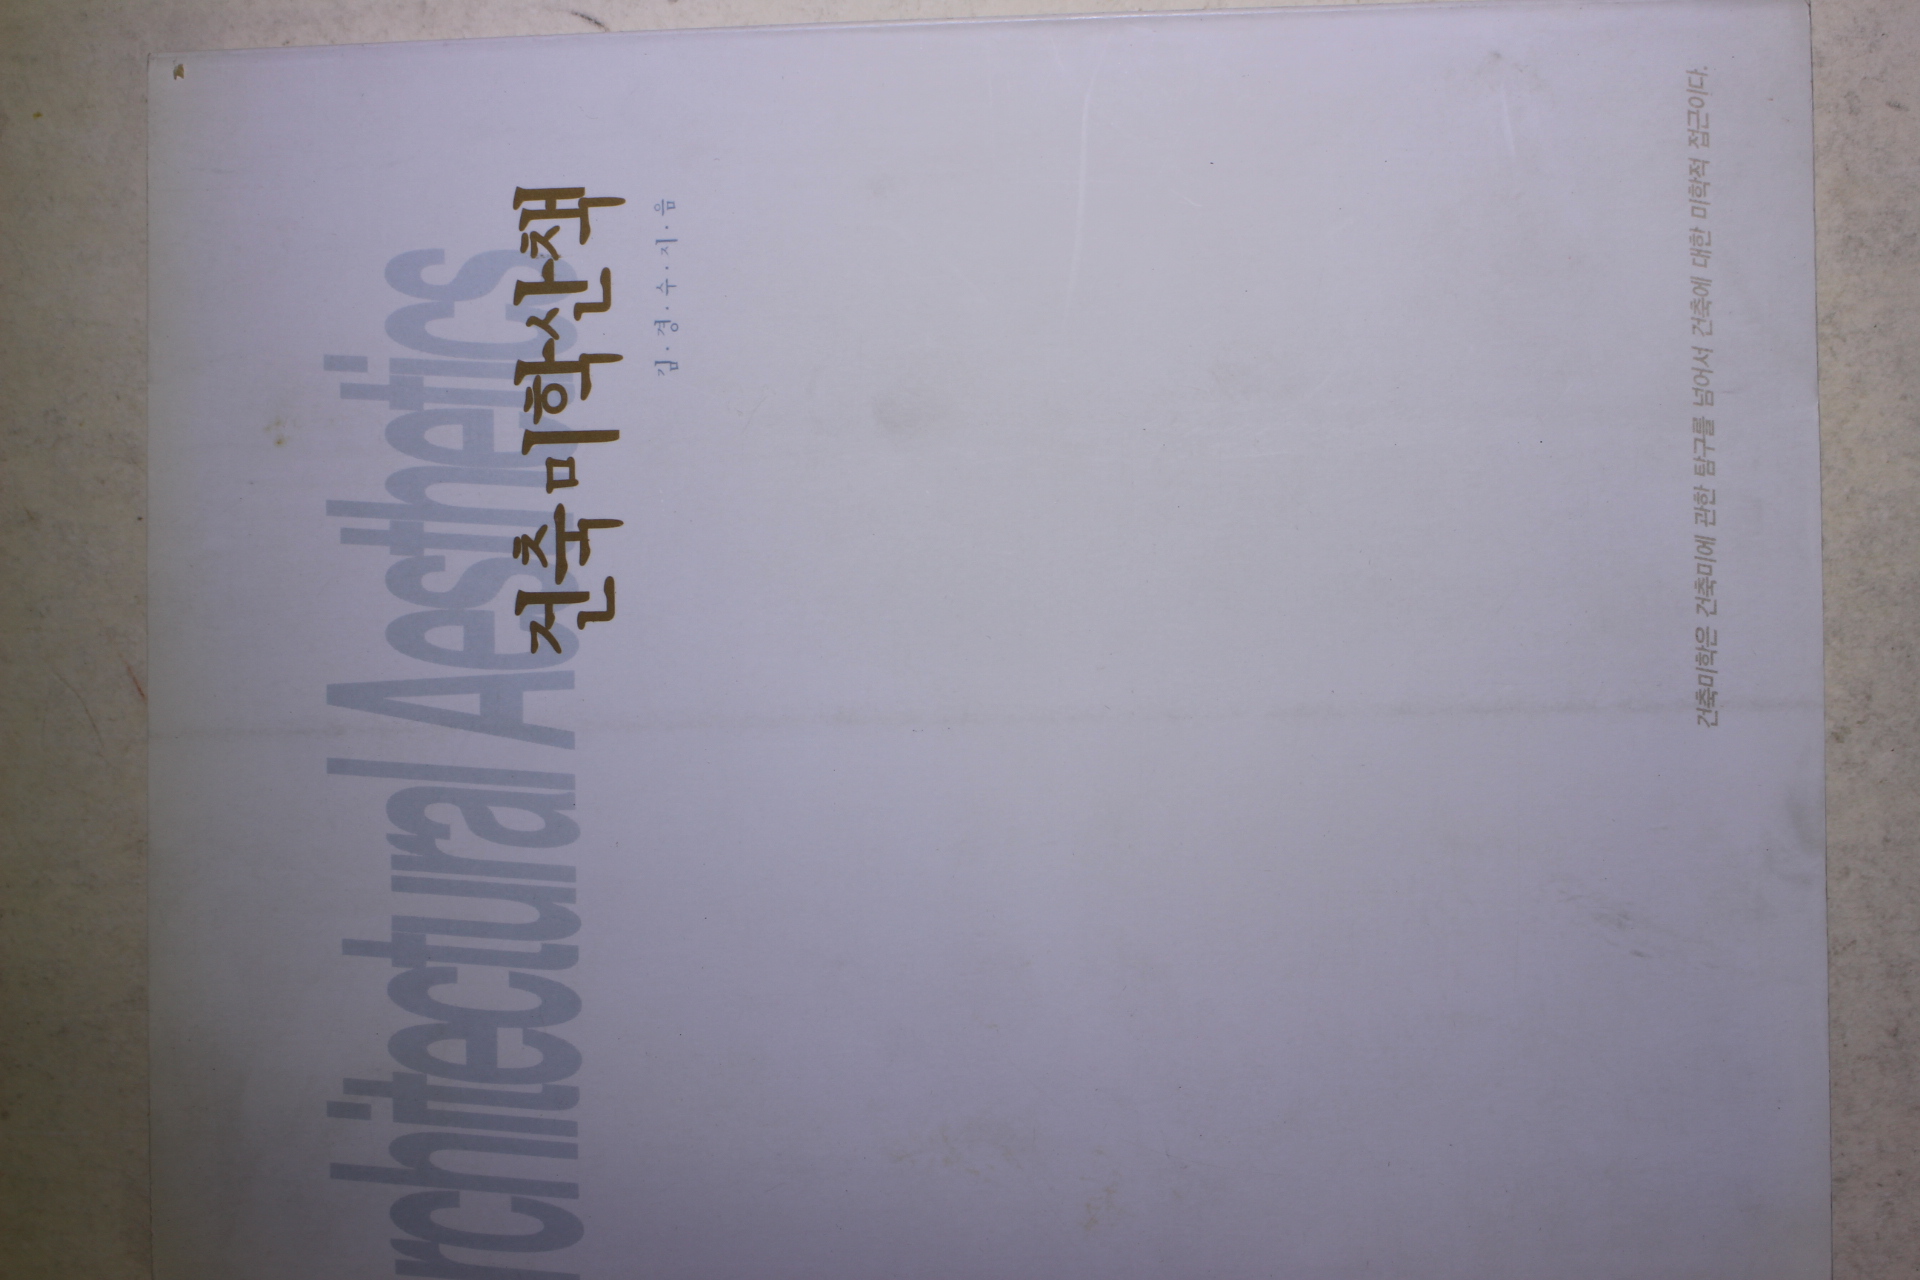 rchitectural Aesthetics
건축미학산책
김·경·수·지·음
건축미학은 건축미에 관한 탐구를 넘어서 건축에 대한 미학적 접근이다.